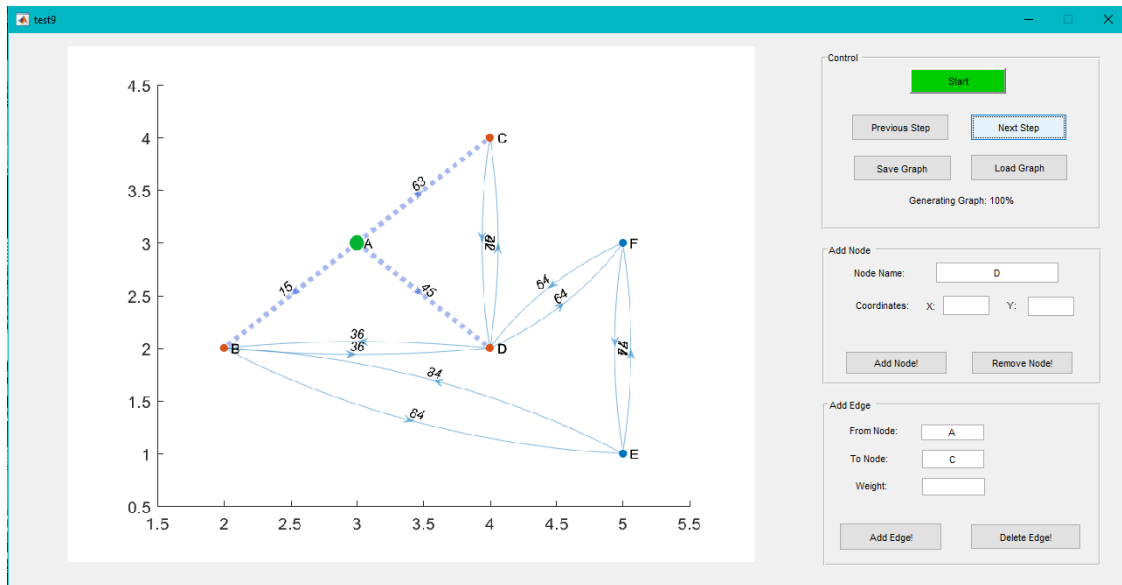 test9
4.5
4
3.5
3
2.5
2
1.5
1
0.5
1.5 2 2.5 3 3.5 4 4.5 5 5.5
C
63
A
F
15
45
64
64
36
36
B
D
84
84
E
Control
Start
Previous Step Next Step
Save Graph Load Graph
Generating Graph: 100%
Add Node
Node Name: D
Coordinates: X: Y:
Add Node! Remove Node!
Add Edge
From Node: A
To Node: C
Weight:
Add Edge! Delete Edge!